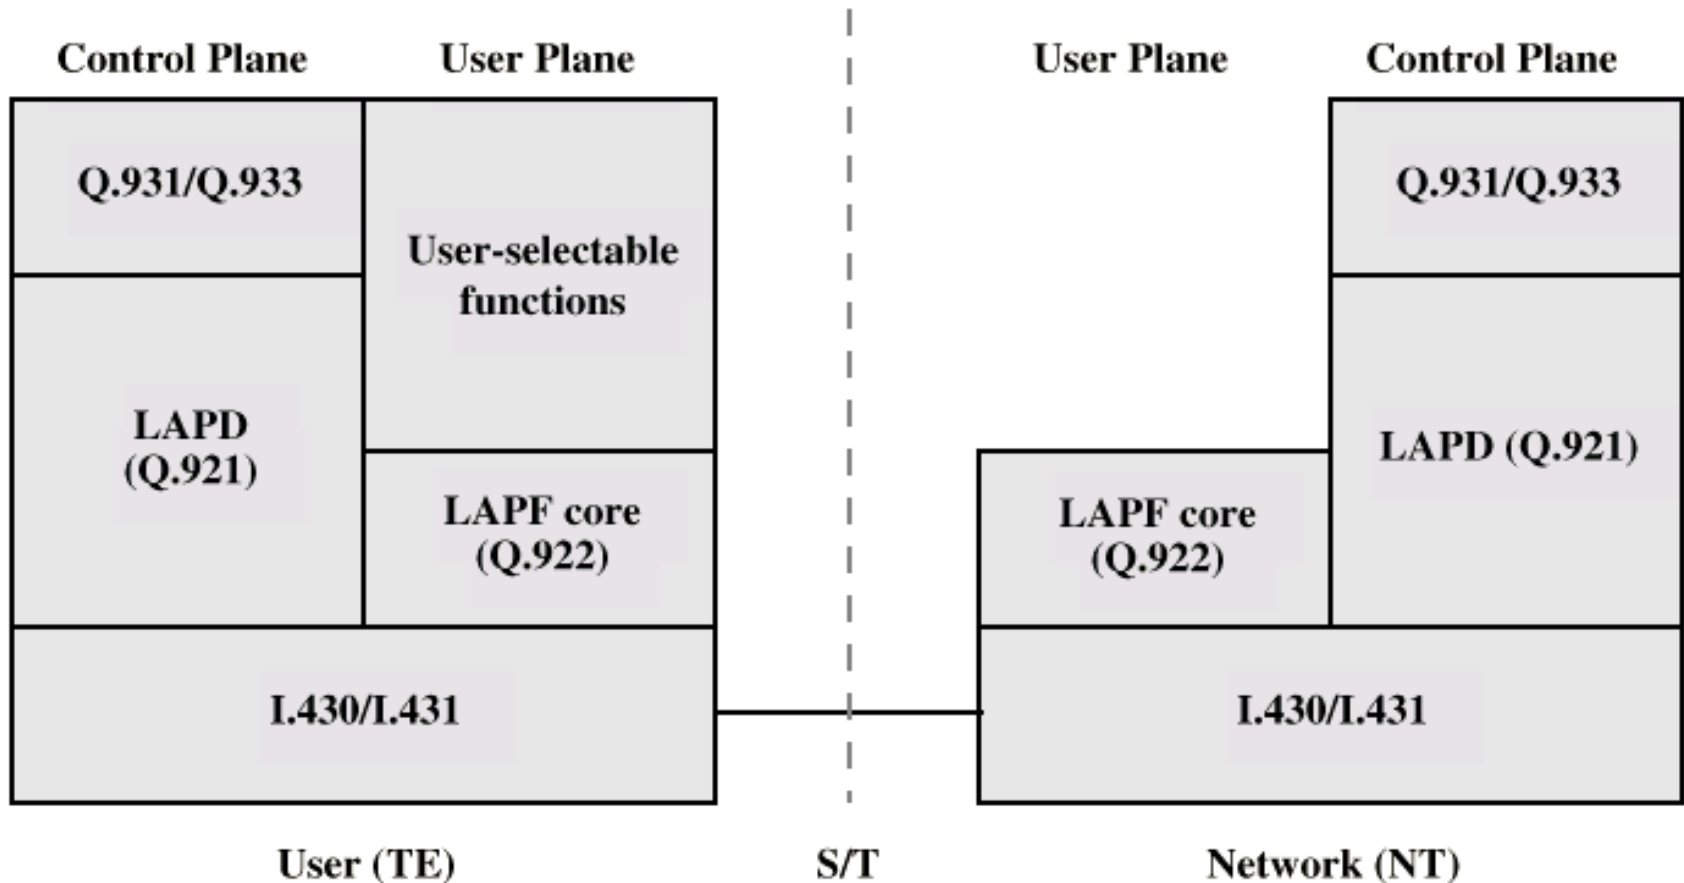 Control Plane
User Plane
User Plane
Control Plane
Q.931/Q.933
User-selectable
functions
Q.931/Q.933
LAPD
(Q.921)
LAPF core
(Q.922)
LAPF core
(Q.922)
LAPD (Q.921)
I.430/I.431
I.430/I.431
User (TE)
S/T
Network (NT)